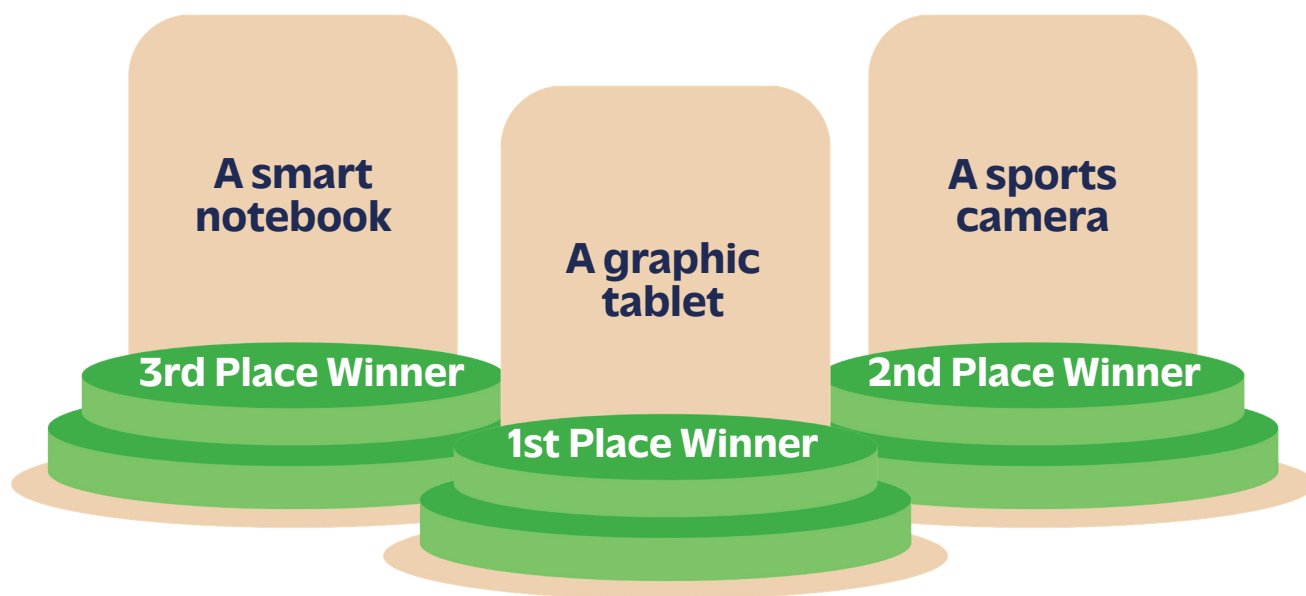 A smart
notebook
3rd Place Winner
A graphic
tablet
1st Place Winner
A sports
camera
2nd Place Winner